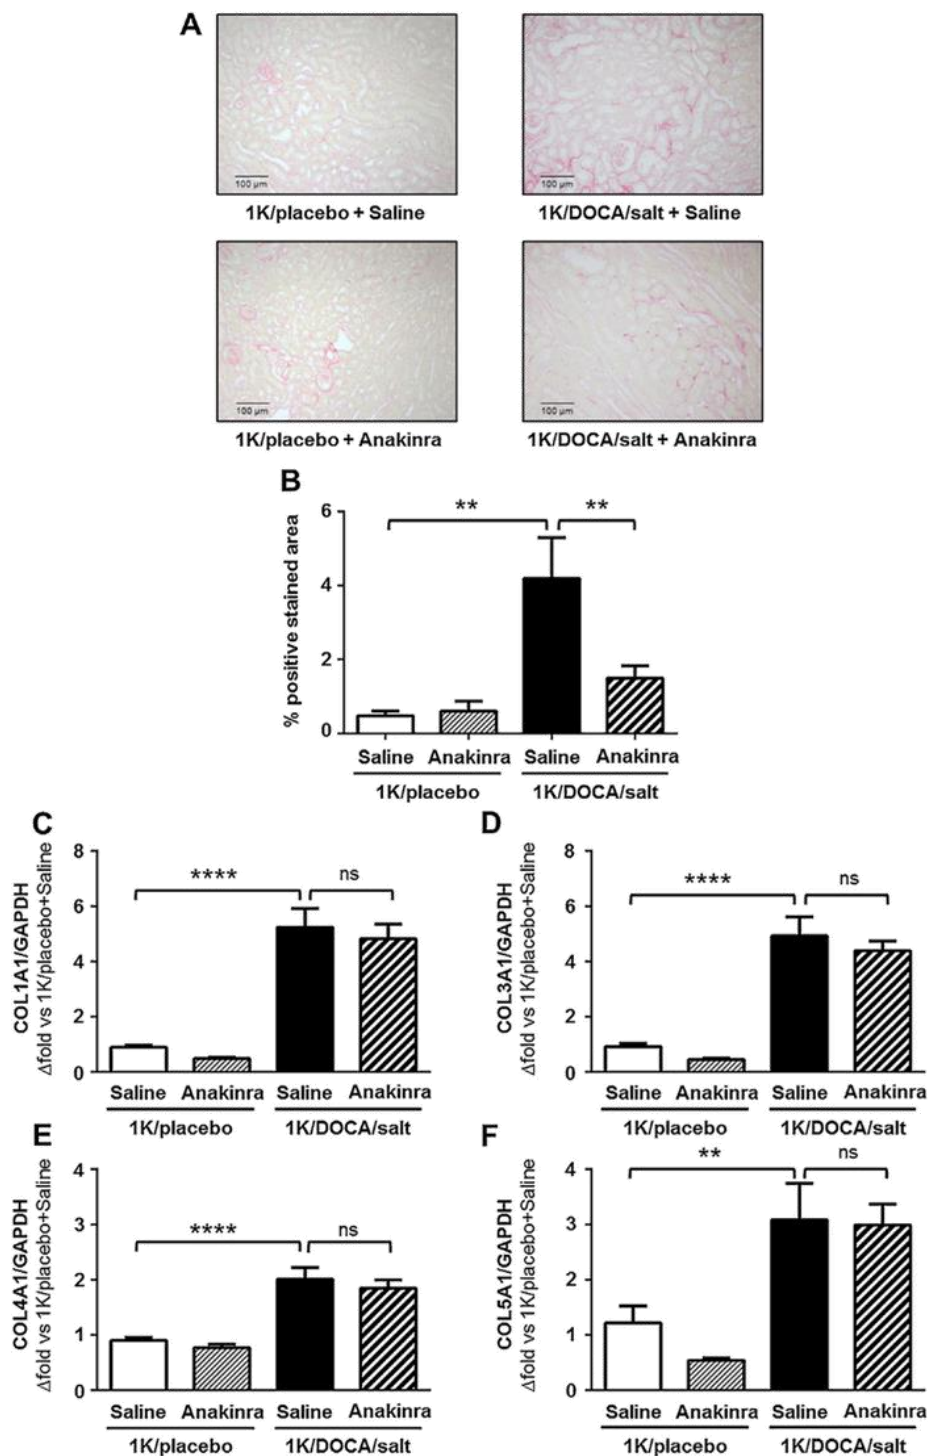 A
100 µm
100 µm
1K/placebo + Saline
1K/DOCA/salt + Saline
100 µm
100 µm
1K/placebo + Anakinra
1K/DOCA/salt + Anakinra
B
% positive stained area
6
4
2
0
**
**
Saline
Anakinra
Saline
Anakinra
1K/placebo
1K/DOCA/salt
C
COL1A1/GAPDH
Δfold vs 1K/placebo+Saline
8
6
4
2
0
****
ns
Saline
Anakinra
Saline
Anakinra
1K/placebo
1K/DOCA/salt
D
COL3A1/GAPDH
Δfold vs 1K/placebo+Saline
8
6
4
2
0
****
ns
Saline
Anakinra
Saline
Anakinra
1K/placebo
1K/DOCA/salt
E
COL4A1/GAPDH
Δfold vs 1K/placebo+Saline
4
3
2
1
0
****
ns
Saline
Anakinra
Saline
Anakinra
1K/placebo
1K/DOCA/salt
F
COL5A1/GAPDH
Δfold vs 1K/placebo+Saline
4
3
2
1
0
**
ns
Saline
Anakinra
Saline
Anakinra
1K/placebo
1K/DOCA/salt